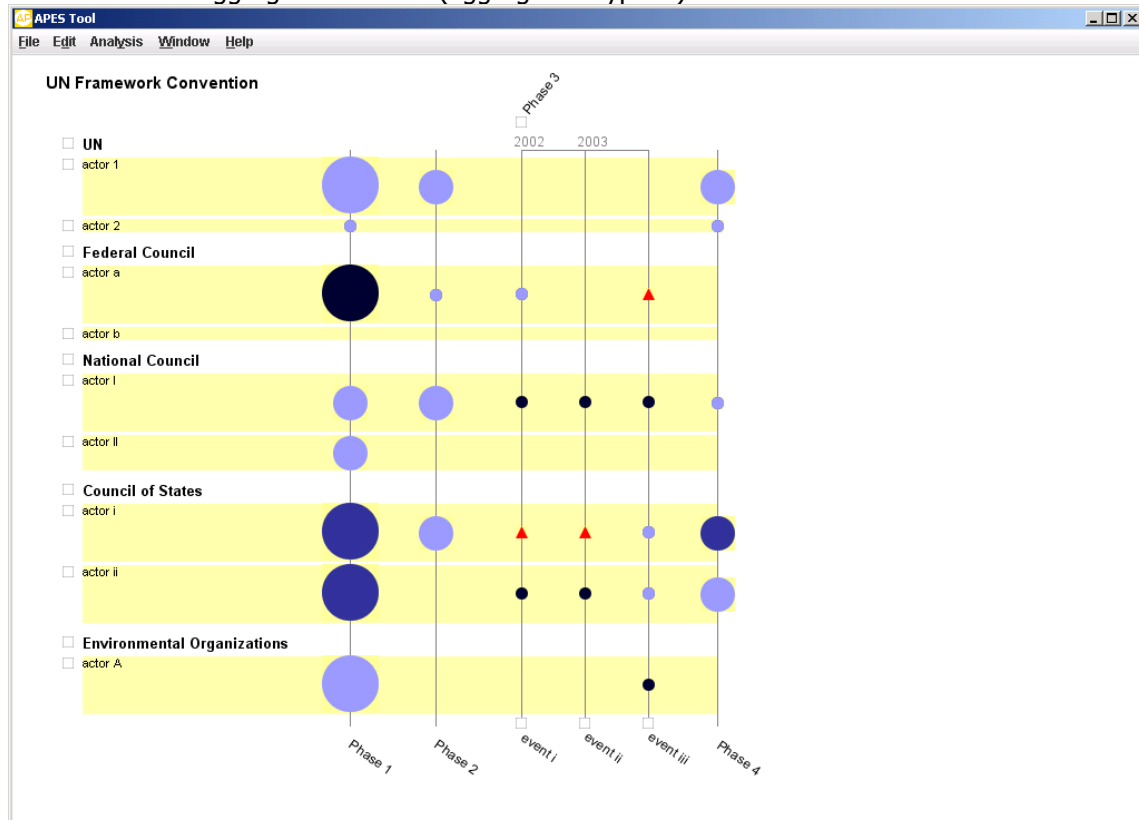 APES Tool
File Edit Analysis Window Help
UN Framework Convention
Phase 3
2002 2003
UN
actor 1
actor 2
Federal Council
actor a
actor b
National Council
actor I
actor II
Council of States
actor i
actor ii
Environmental Organizations
actor A
Phase 1 Phase 2 event i event ii event iii Phase 4